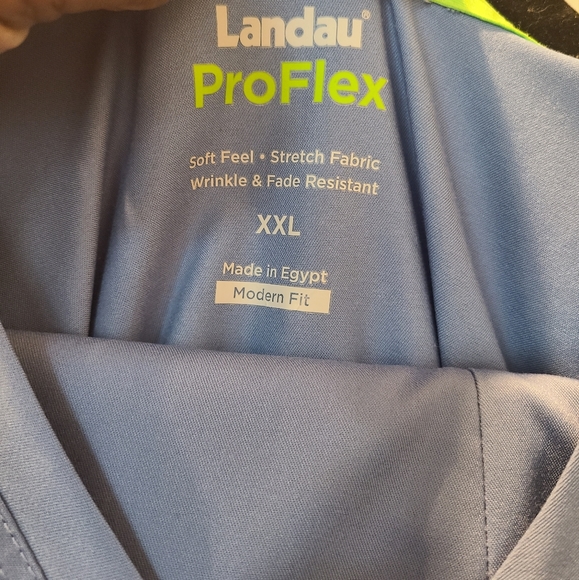 Landau®
ProFlex
Soft Feel • Stretch Fabric
Wrinkle & Fade Resistant
XXL
Made in Egypt
Modern Fit